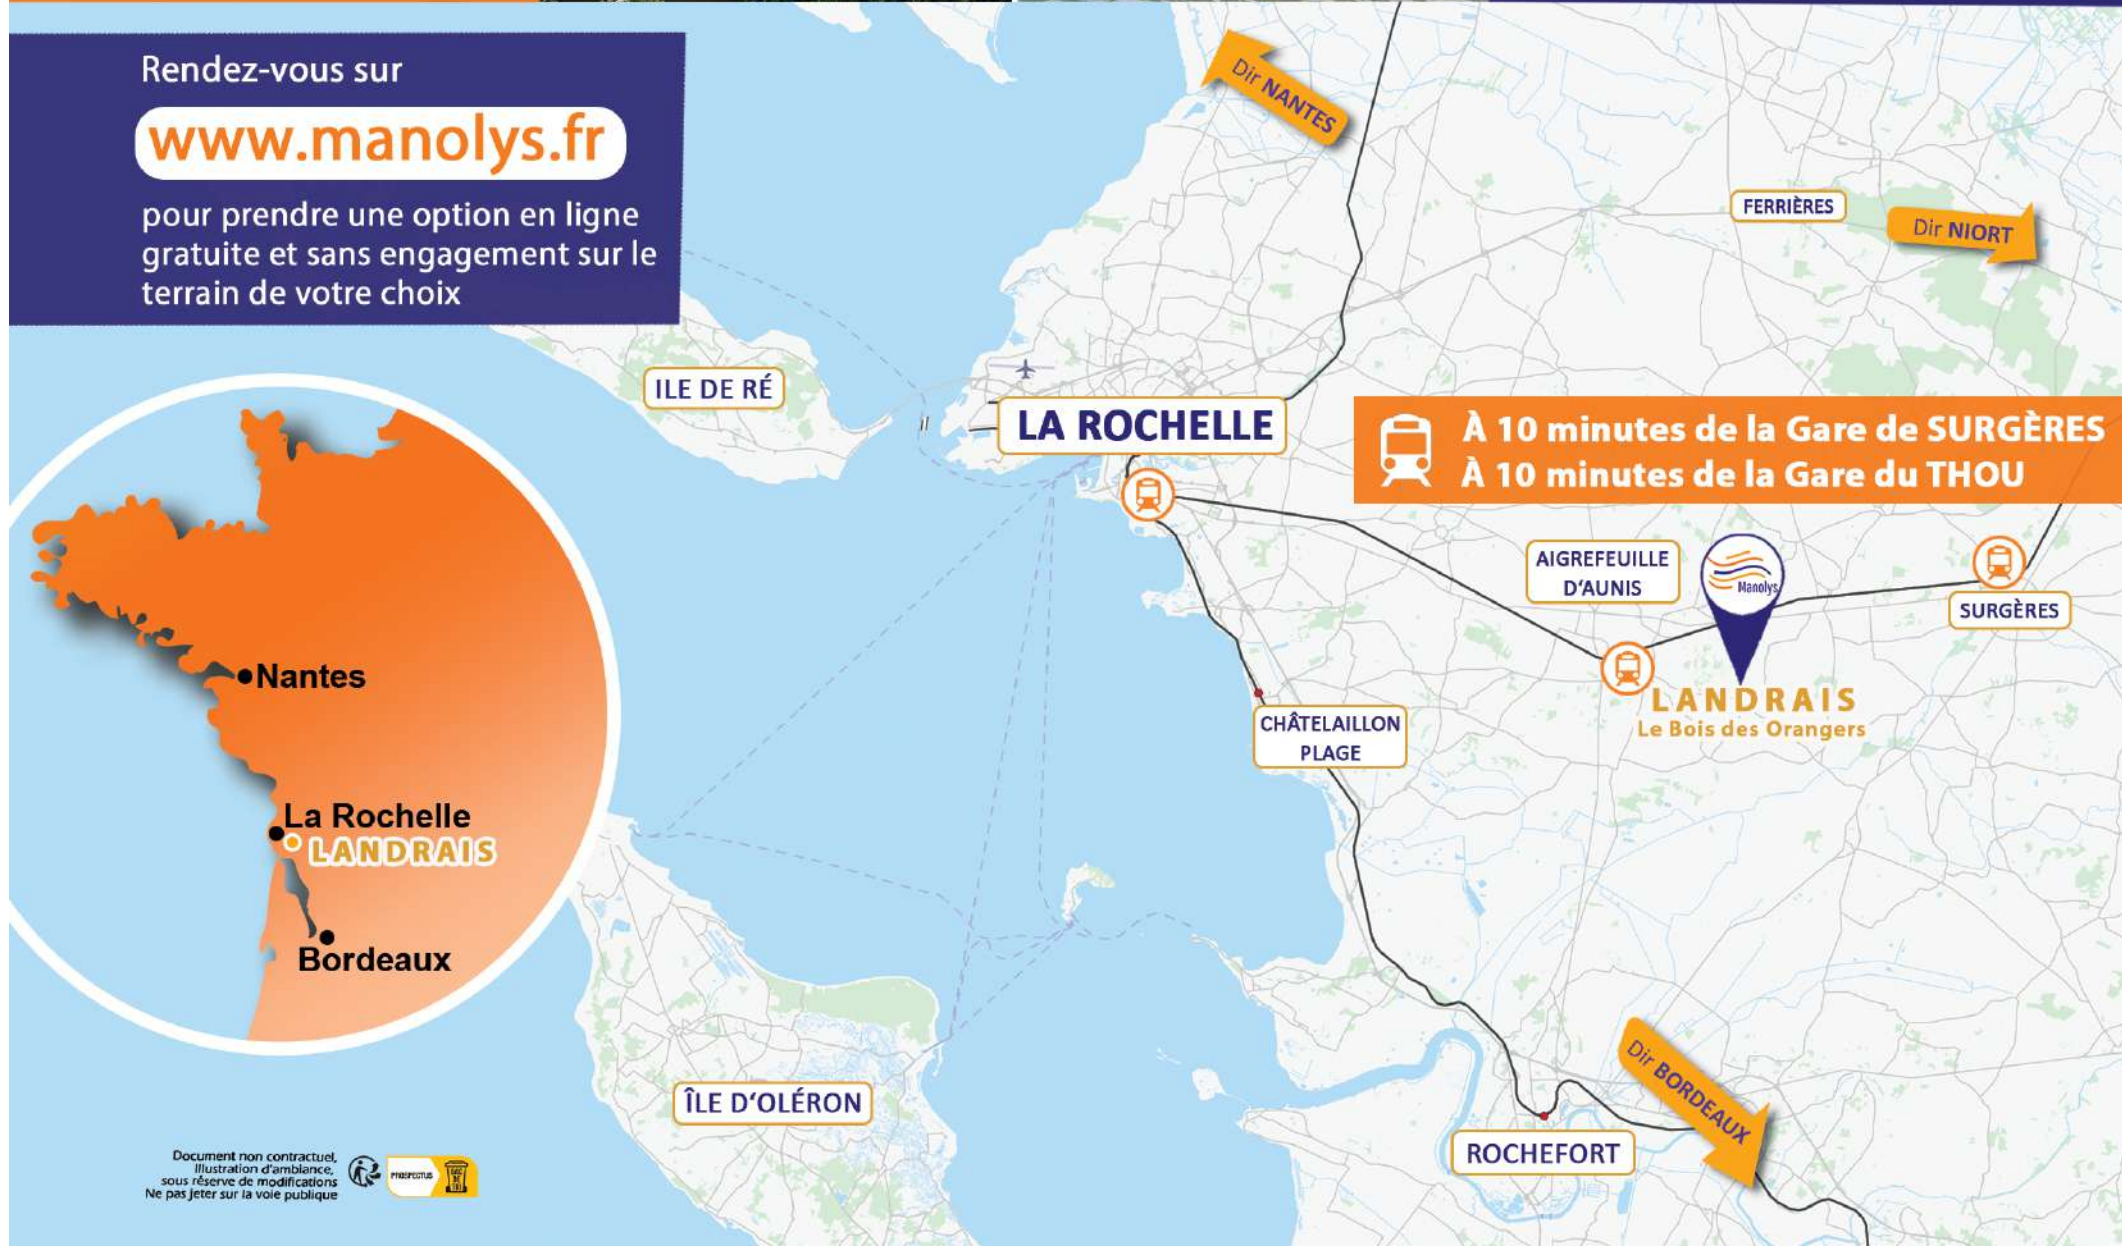 Rendez-vous sur
www.manolys.fr
pour prendre une option en ligne
gratuite et sans engagement sur le
terrain de votre choix
Dir NANTES
FERRIÈRES
Dir NIORT
ILE DE RÉ
LA ROCHELLE
À 10 minutes de la Gare de SURGÈRES
À 10 minutes de la Gare du THOU
AIGREFEUILLE
D'AUNIS
Manolys
SURGÈRES
LANDRAIS
Le Bois des Orangers
CHÂTELAILLON
PLAGE
Nantes
La Rochelle
LANDRAIS
Bordeaux
ÎLE D'OLÉRON
Dir BORDEAUX
ROCHEFORT
Document non contractuel,
Illustration d'ambiance,
sous réserve de modifications
Ne pas jeter sur la voie publique
PROSPECTUS
BAC
DE
TRI